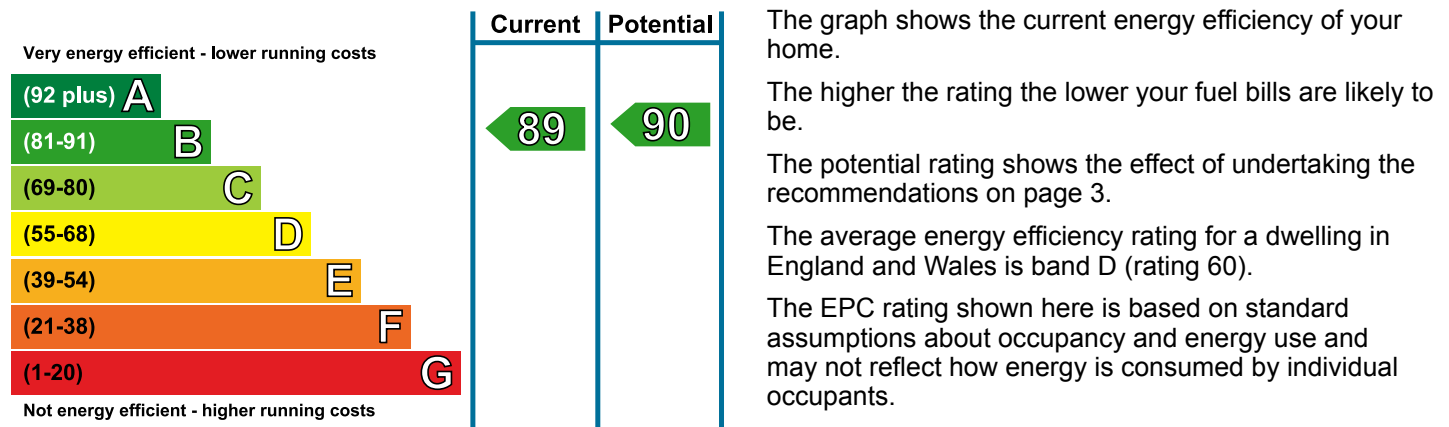 Current Potential
Very energy efficient - lower running costs
(92 plus) A
(81-91) B
(69-80) C
(55-68) D
(39-54) E
(21-38) F
(1-20) G
Not energy efficient - higher running costs
89 90
The graph shows the current energy efficiency of your
home.
The higher the rating the lower your fuel bills are likely to
be.
The potential rating shows the effect of undertaking the
recommendations on page 3.
The average energy efficiency rating for a dwelling in
England and Wales is band D (rating 60).
The EPC rating shown here is based on standard
assumptions about occupancy and energy use and
may not reflect how energy is consumed by individual
occupants.